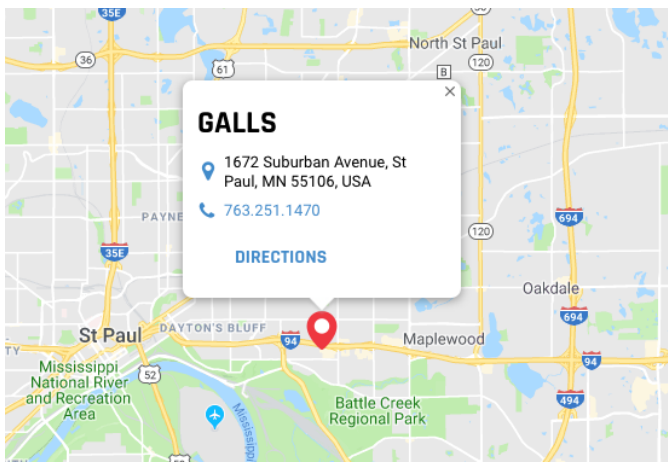 35E
North St Paul
36
120
61
B
GALLS
1672 Suburban Avenue, St
Paul, MN 55106, USA
763.251.1470
DIRECTIONS
PAYNE
694
120
35E
Oakdale
694
St Paul
DAYTON'S BLUFF
94
Maplewood
94
Mississippi
National River
and Recreation
Area
52
494
Battle Creek
Regional Park
Mississipp
52